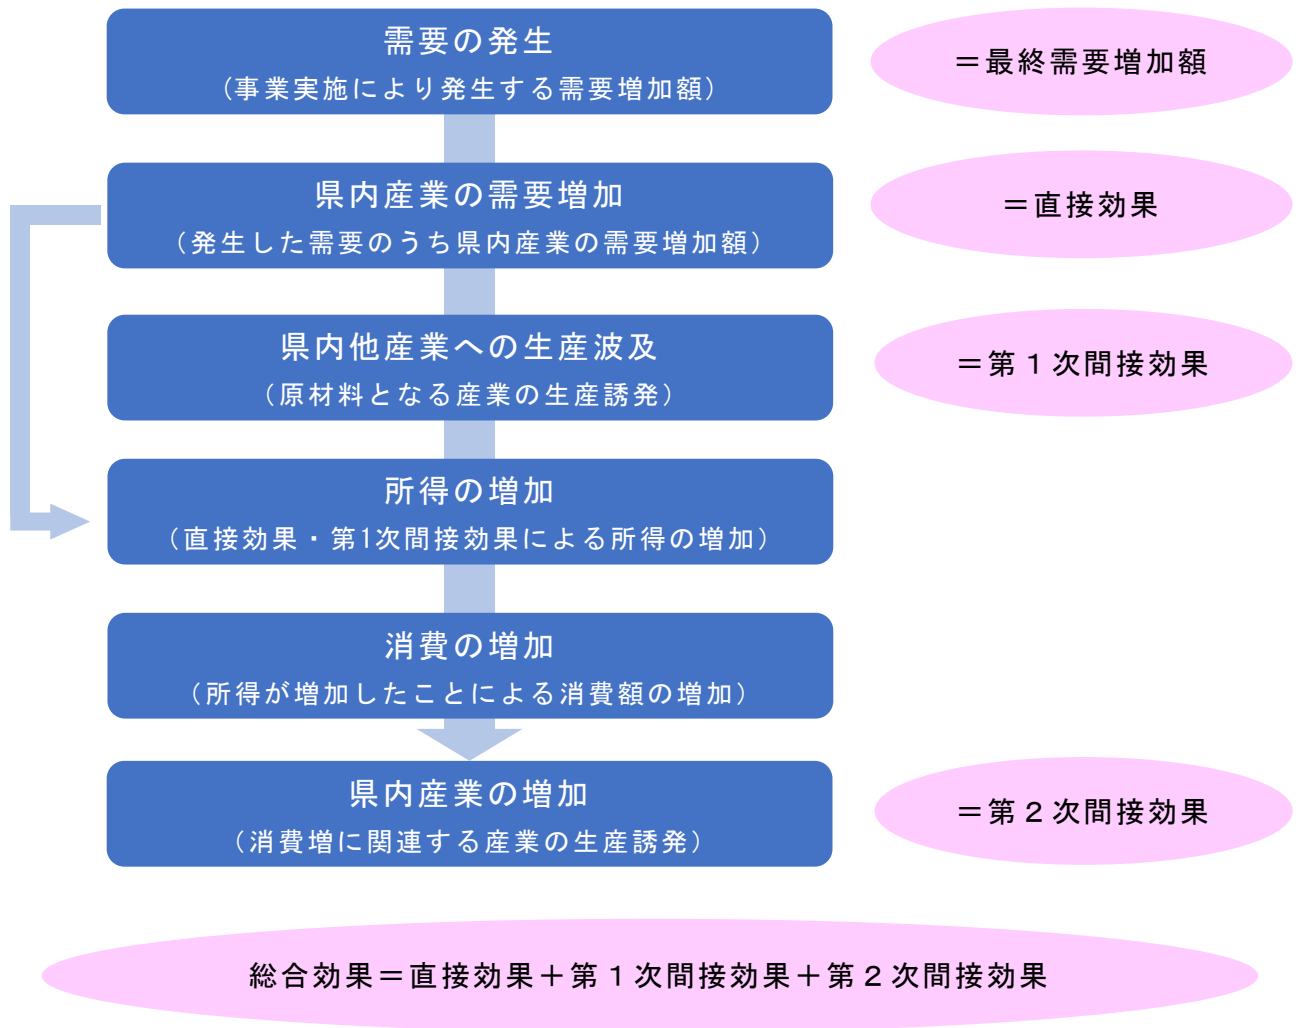 需要の発生
(事業実施により発生する需要増加額)
＝最終需要増加額
県内産業の需要増加
(発生した需要のうち県内産業の需要増加額)
＝直接効果
県内他産業への生産波及
(原材料となる産業の生産誘発)
＝第１次間接効果
所得の増加
(直接効果・第1次間接効果による所得の増加)
消費の増加
(所得が増加したことによる消費額の増加)
県内産業の増加
(消費増に関連する産業の生産誘発)
＝第２次間接効果
総合効果＝直接効果＋第１次間接効果＋第２次間接効果